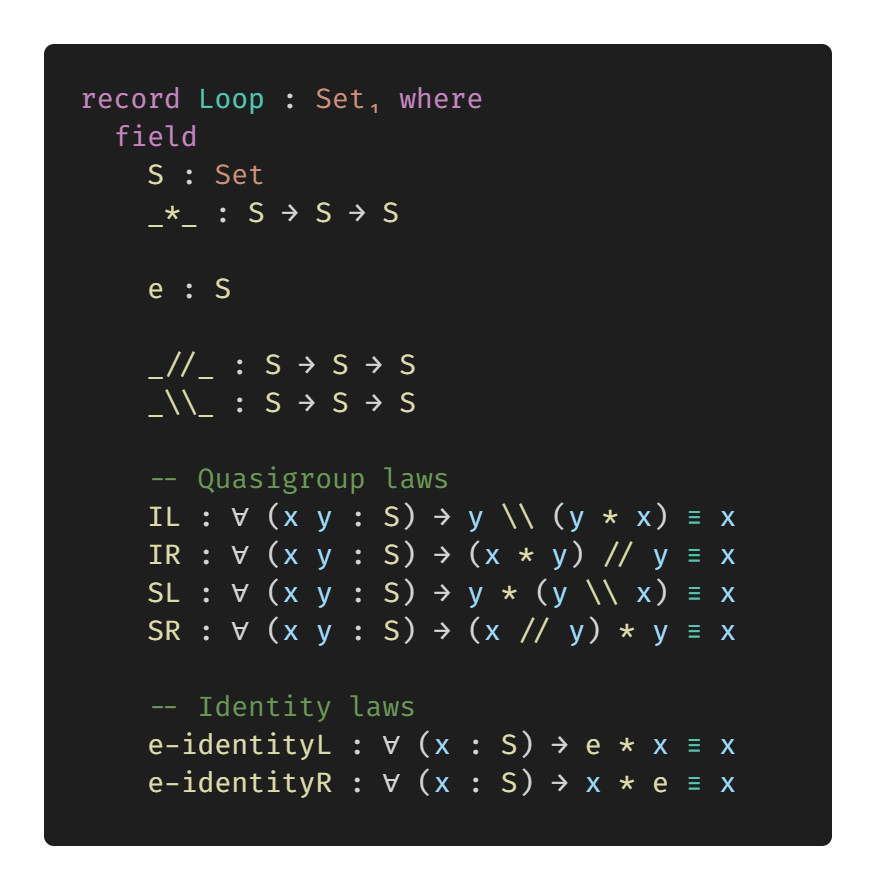 record Loop : Set₁ where
  field
    S : Set
    _*_ : S → S → S

    e : S

    _//_ : S → S → S
    _\\_ : S → S → S

    -- Quasigroup laws
    IL : ∀ (x y : S) → y \\ (y * x) ≡ x
    IR : ∀ (x y : S) → (x * y) // y ≡ x
    SL : ∀ (x y : S) → y * (y \\ x) ≡ x
    SR : ∀ (x y : S) → (x // y) * y ≡ x

    -- Identity laws
    e-identityL : ∀ (x : S) → e * x ≡ x
    e-identityR : ∀ (x : S) → x * e ≡ x